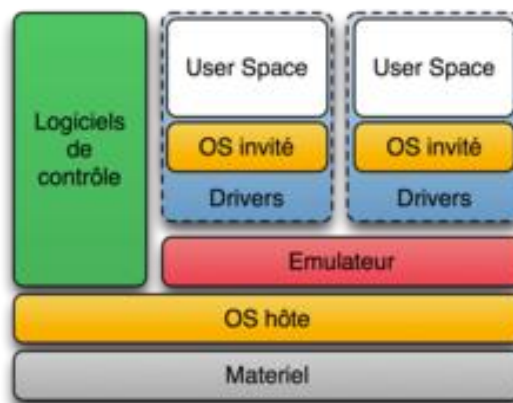 Logiciels
de
contrôle
User Space
OS invité
Drivers
User Space
OS invité
Drivers
Emulateur
OS hôte
Materiel